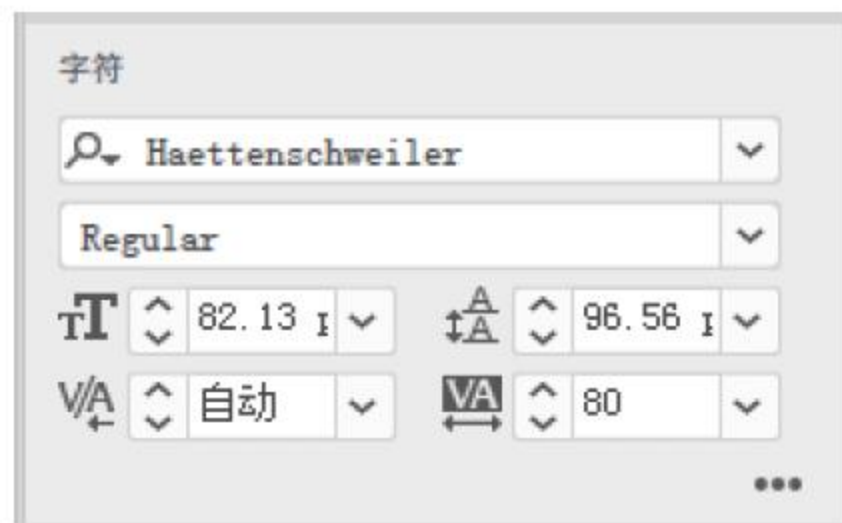 字符
Haettenschweiler
Regular
82.13 96.56
自动 80